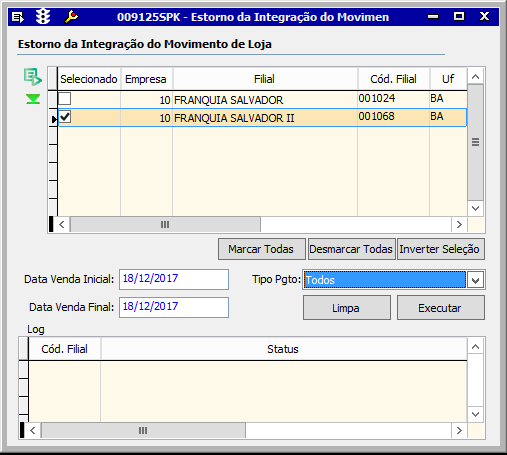 009125SPK - Estorno da Integração do Movimen
Estorno da Integração do Movimento de Loja
Selecionado Empresa Filial Cód. Filial Uf
10 FRANQUIA SALVADOR 001024 BA
10 FRANQUIA SALVADOR II 001068 BA
Marcar Todas Desmarcar Todas Inverter Seleção
Data Venda Inicial: 18/12/2017 Tipo Pgto: Todos
Data Venda Final: 18/12/2017 Limpa Executar
Log
Cód. Filial Status